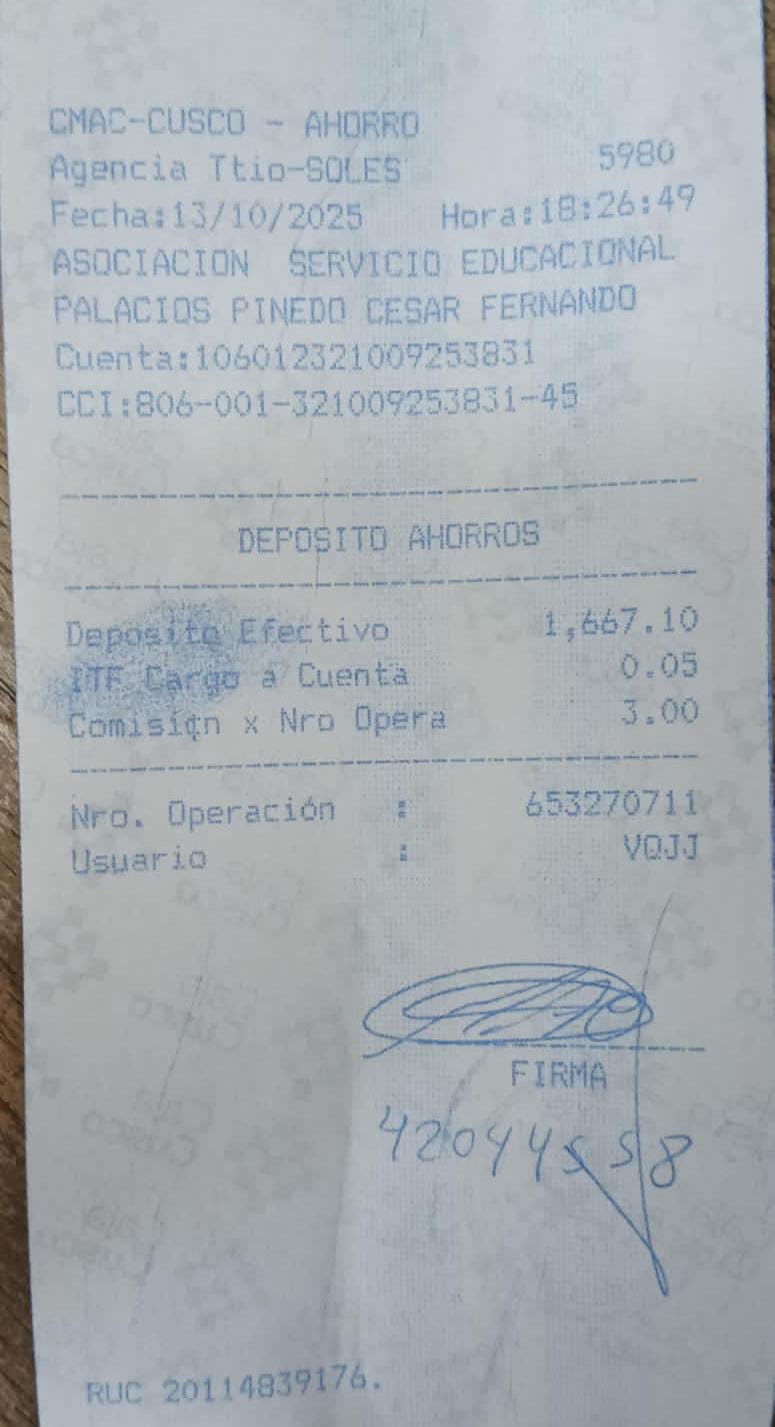 CMAC-CUSCO - AHORRO
Agencia Ttio-SOLES 5980
Fecha:13/10/2025 Hora:18:26:49
ASOCIACION SERVICIO EDUCACIONAL
PALACIOS PINEDO CESAR FERNANDO
Cuenta:106012321009253831
CCI:806-001-321009253831-45
DEPOSITO AHORROS
Deposito Efectivo 1,667.10
ITF Cargo a Cuenta 0.05
Comisión x Nro Opera 3.00
Nro. Operación : 653270711
Usuario : VQJJ
FIRMA
42044558
RUC 20114839176.